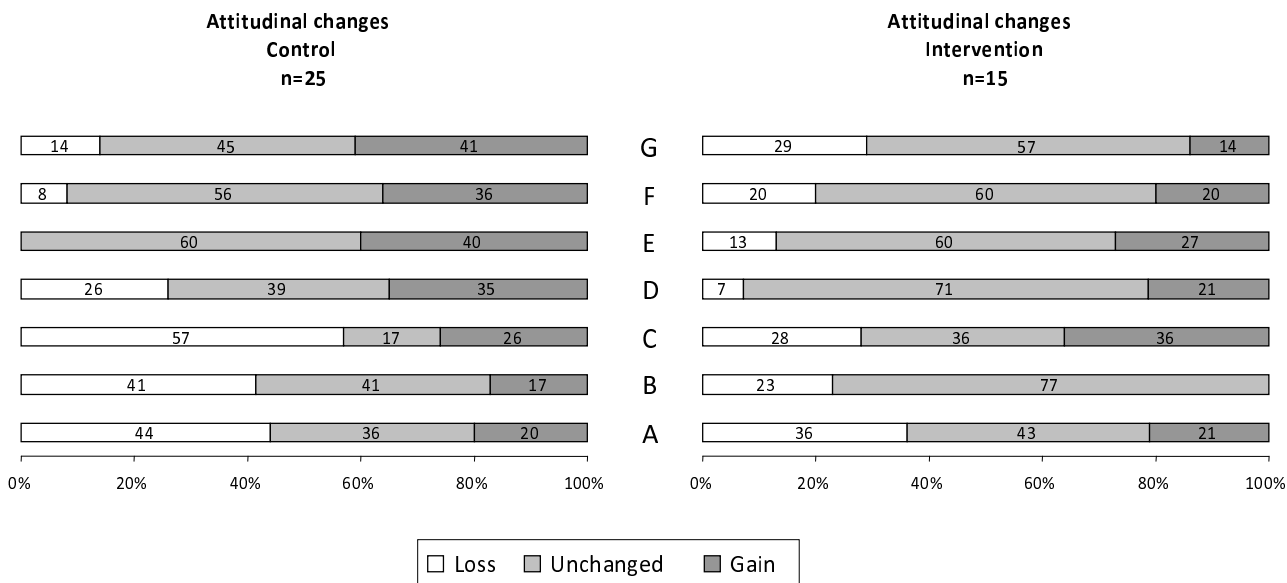 Attitudinal changes
Control
n=25
Attitudinal changes
Intervention
n=15
14 45 41 G 29 57 14
8 56 36 F 20 60 20
60 40 E 13 60 27
26 39 35 D 7 71 21
57 17 26 C 28 36 36
41 41 17 B 23 77
44 36 20 A 36 43 21
0% 20% 40% 60% 80% 100% 0% 20% 40% 60% 80% 100%
Loss Unchanged Gain